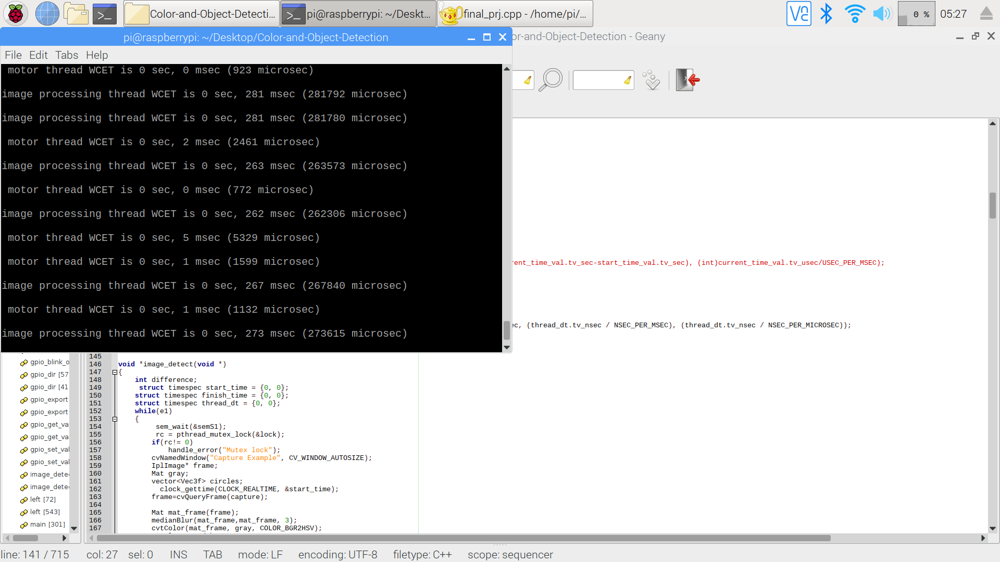 Color-and-Object-Detecti...
pi@raspberrypi: ~/Deskt...
final_prj.cpp - /home/pi/...
0 %
05:27
pi@raspberrypi: ~/Desktop/Color-and-Object-Detection
or-and-Object-Detection - Geany
File Edit Tabs Help
motor thread WCET is 0 sec, 0 msec (923 microsec)
image processing thread WCET is 0 sec, 281 msec (281792 microsec)
image processing thread WCET is 0 sec, 281 msec (281780 microsec)
motor thread WCET is 0 sec, 2 msec (2461 microsec)
image processing thread WCET is 0 sec, 263 msec (263573 microsec)
motor thread WCET is 0 sec, 0 msec (772 microsec)
image processing thread WCET is 0 sec, 262 msec (262306 microsec)
motor thread WCET is 0 sec, 5 msec (5329 microsec)
motor thread WCET is 0 sec, 1 msec (1599 microsec)
image processing thread WCET is 0 sec, 267 msec (267840 microsec)
motor thread WCET is 0 sec, 1 msec (1132 microsec)
image processing thread WCET is 0 sec, 273 msec (273615 microsec)
rent_time_val.tv_sec-start_time_val.tv_sec), (int)current_time_val.tv_usec/USEC_PER_MSEC);
ec, (thread_dt.tv_nsec / NSEC_PER_MSEC), (thread_dt.tv_nsec / NSEC_PER_MICROSEC));
gpio_blink_o
gpio_dir [57
gpio_dir [41
gpio_export
gpio_export
gpio_get_va
gpio_get_va
gpio_set_val
gpio_set_val
image_dete
image_dete
left [72]
left [543]
main [301]
145
146 void *image_detect(void *)
147 {
148 int difference;
149 struct timespec start_time = {0, 0};
150 struct timespec finish_time = {0, 0};
151 struct timespec thread_dt = {0, 0};
152 while(e1)
153 {
154 sem_wait(&semS1);
155 rc = pthread_mutex_lock(&lock);
156 if(rc!= 0)
157 handle_error("Mutex lock");
158 cvNamedWindow("Capture Example", CV_WINDOW_AUTOSIZE);
159 IplImage* frame;
160 Mat gray;
161 vector<Vec3f> circles;
162 clock_gettime(CLOCK_REALTIME, &start_time);
163 frame=cvQueryFrame(capture);
164
165 Mat mat_frame(frame);
166 medianBlur(mat_frame,mat_frame, 3);
167 cvtColor(mat_frame, gray, COLOR_BGR2HSV);
line: 141 / 715 col: 27 sel: 0 INS TAB mode: LF encoding: UTF-8 filetype: C++ scope: sequencer